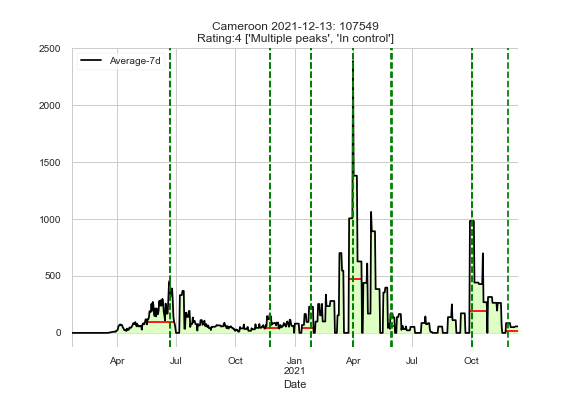 Cameroon 2021-12-13: 107549
Rating:4 ['Multiple peaks', 'In control']
Average-7d
2500
2000
1500
1000
500
0
Apr Jul Oct Jan Apr Jul Oct
2021
Date